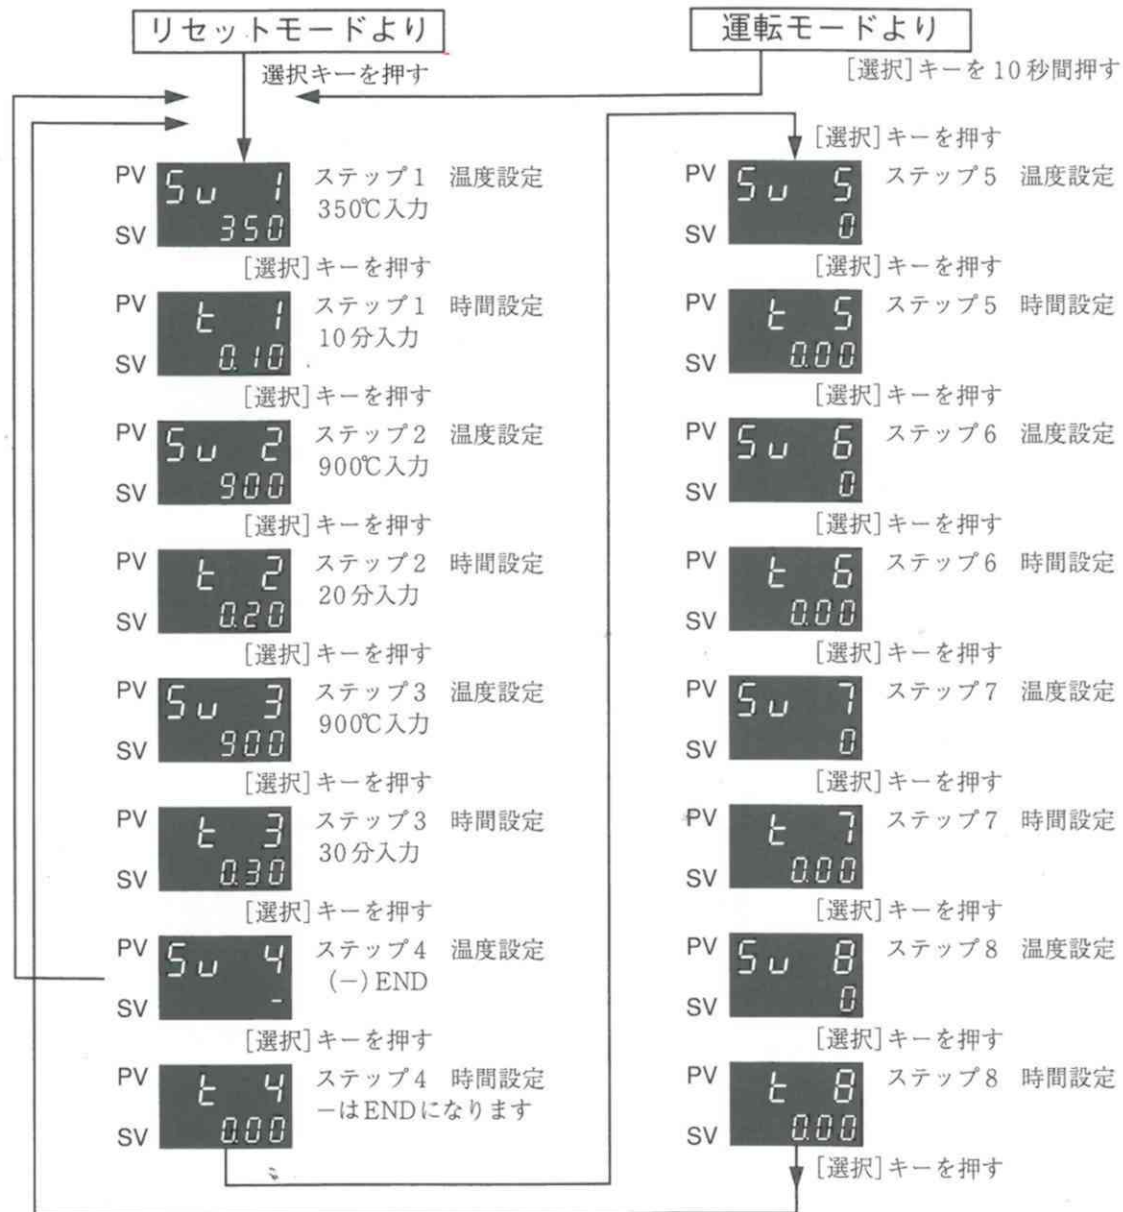 リセットモードより
選択キーを押す
運転モードより
[選択]キーを10秒間押す
PV Su 1 ステップ1 温度設定
SV 350 350℃入力
[選択]キーを押す
PV t 1 ステップ1 時間設定
SV 0.10 10分入力
[選択]キーを押す
PV Su 2 ステップ2 温度設定
SV 900 900℃入力
[選択]キーを押す
PV t 2 ステップ2 時間設定
SV 0.20 20分入力
[選択]キーを押す
PV Su 3 ステップ3 温度設定
SV 900 900℃入力
[選択]キーを押す
PV t 3 ステップ3 時間設定
SV 0.30 30分入力
[選択]キーを押す
PV Su 4 ステップ4 温度設定
SV - (−)END
[選択]キーを押す
PV t 4 ステップ4 時間設定
SV 0.00 −はENDになります
[選択]キーを押す
PV Su 5 ステップ5 温度設定
SV 0
[選択]キーを押す
PV t 5 ステップ5 時間設定
SV 0.00
[選択]キーを押す
PV Su 6 ステップ6 温度設定
SV 0
[選択]キーを押す
PV t 6 ステップ6 時間設定
SV 0.00
[選択]キーを押す
PV Su 7 ステップ7 温度設定
SV 0
[選択]キーを押す
PV t 7 ステップ7 時間設定
SV 0.00
[選択]キーを押す
PV Su 8 ステップ8 温度設定
SV 0
[選択]キーを押す
PV t 8 ステップ8 時間設定
SV 0.00
[選択]キーを押す